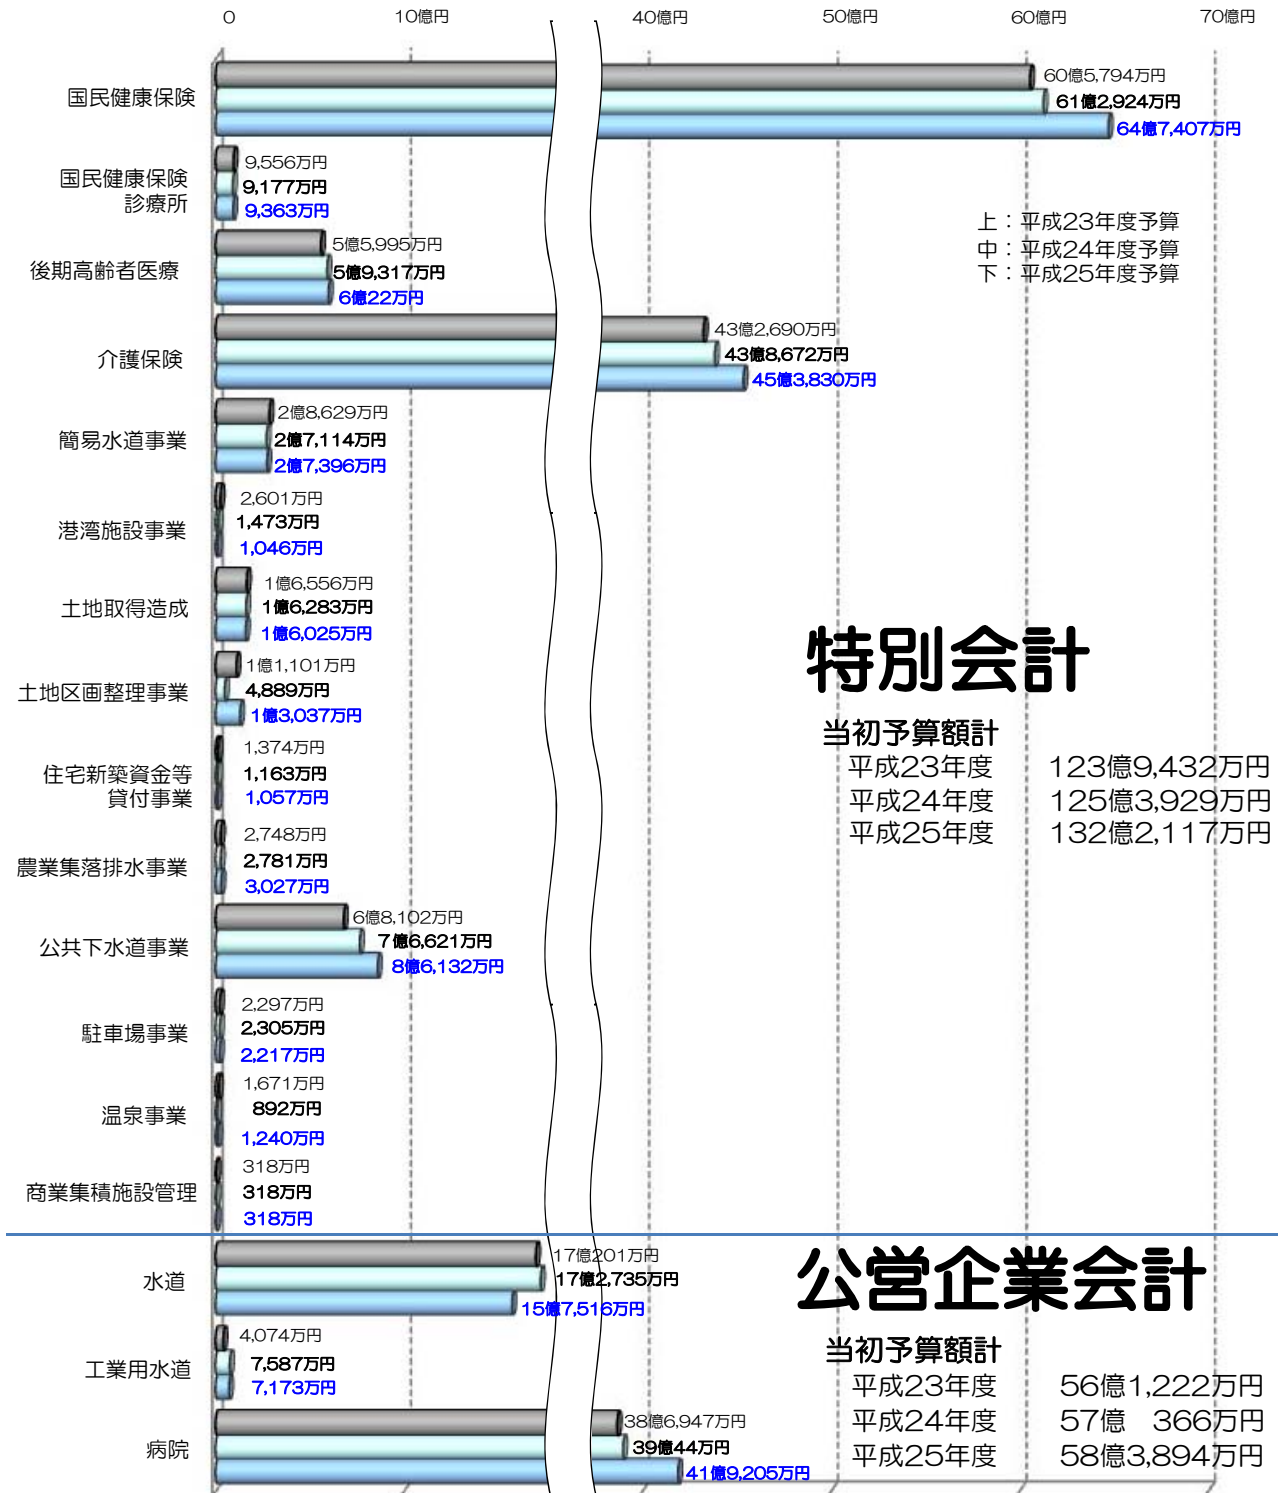 0 10億円 40億円 50億円 60億円 70億円
国民健康保険
60億5,794万円
61億2,924万円
64億7,407万円
国民健康保険
診療所
9,556万円
9,177万円
9,363万円
上：平成23年度予算
中：平成24年度予算
下：平成25年度予算
後期高齢者医療
5億5,995万円
5億9,317万円
6億22万円
介護保険
43億2,690万円
43億8,672万円
45億3,830万円
簡易水道事業
2億8,629万円
2億7,114万円
2億7,396万円
港湾施設事業
2,601万円
1,473万円
1,046万円
土地取得造成
1億6,556万円
1億6,283万円
1億6,025万円
土地区画整理事業
1億1,101万円
4,889万円
1億3,037万円
特別会計
当初予算額計
平成23年度 123億9,432万円
平成24年度 125億3,929万円
平成25年度 132億2,117万円
住宅新築資金等
貸付事業
1,374万円
1,163万円
1,057万円
農業集落排水事業
2,748万円
2,781万円
3,027万円
公共下水道事業
6億8,102万円
7億6,621万円
8億6,132万円
駐車場事業
2,297万円
2,305万円
2,217万円
温泉事業
1,671万円
892万円
1,240万円
商業集積施設管理
318万円
318万円
318万円
水道
17億201万円
17億2,735万円
15億7,516万円
工業用水道
4,074万円
7,587万円
7,173万円
病院
38億6,947万円
39億44万円
41億9,205万円
公営企業会計
当初予算額計
平成23年度 56億1,222万円
平成24年度 57億 366万円
平成25年度 58億3,894万円